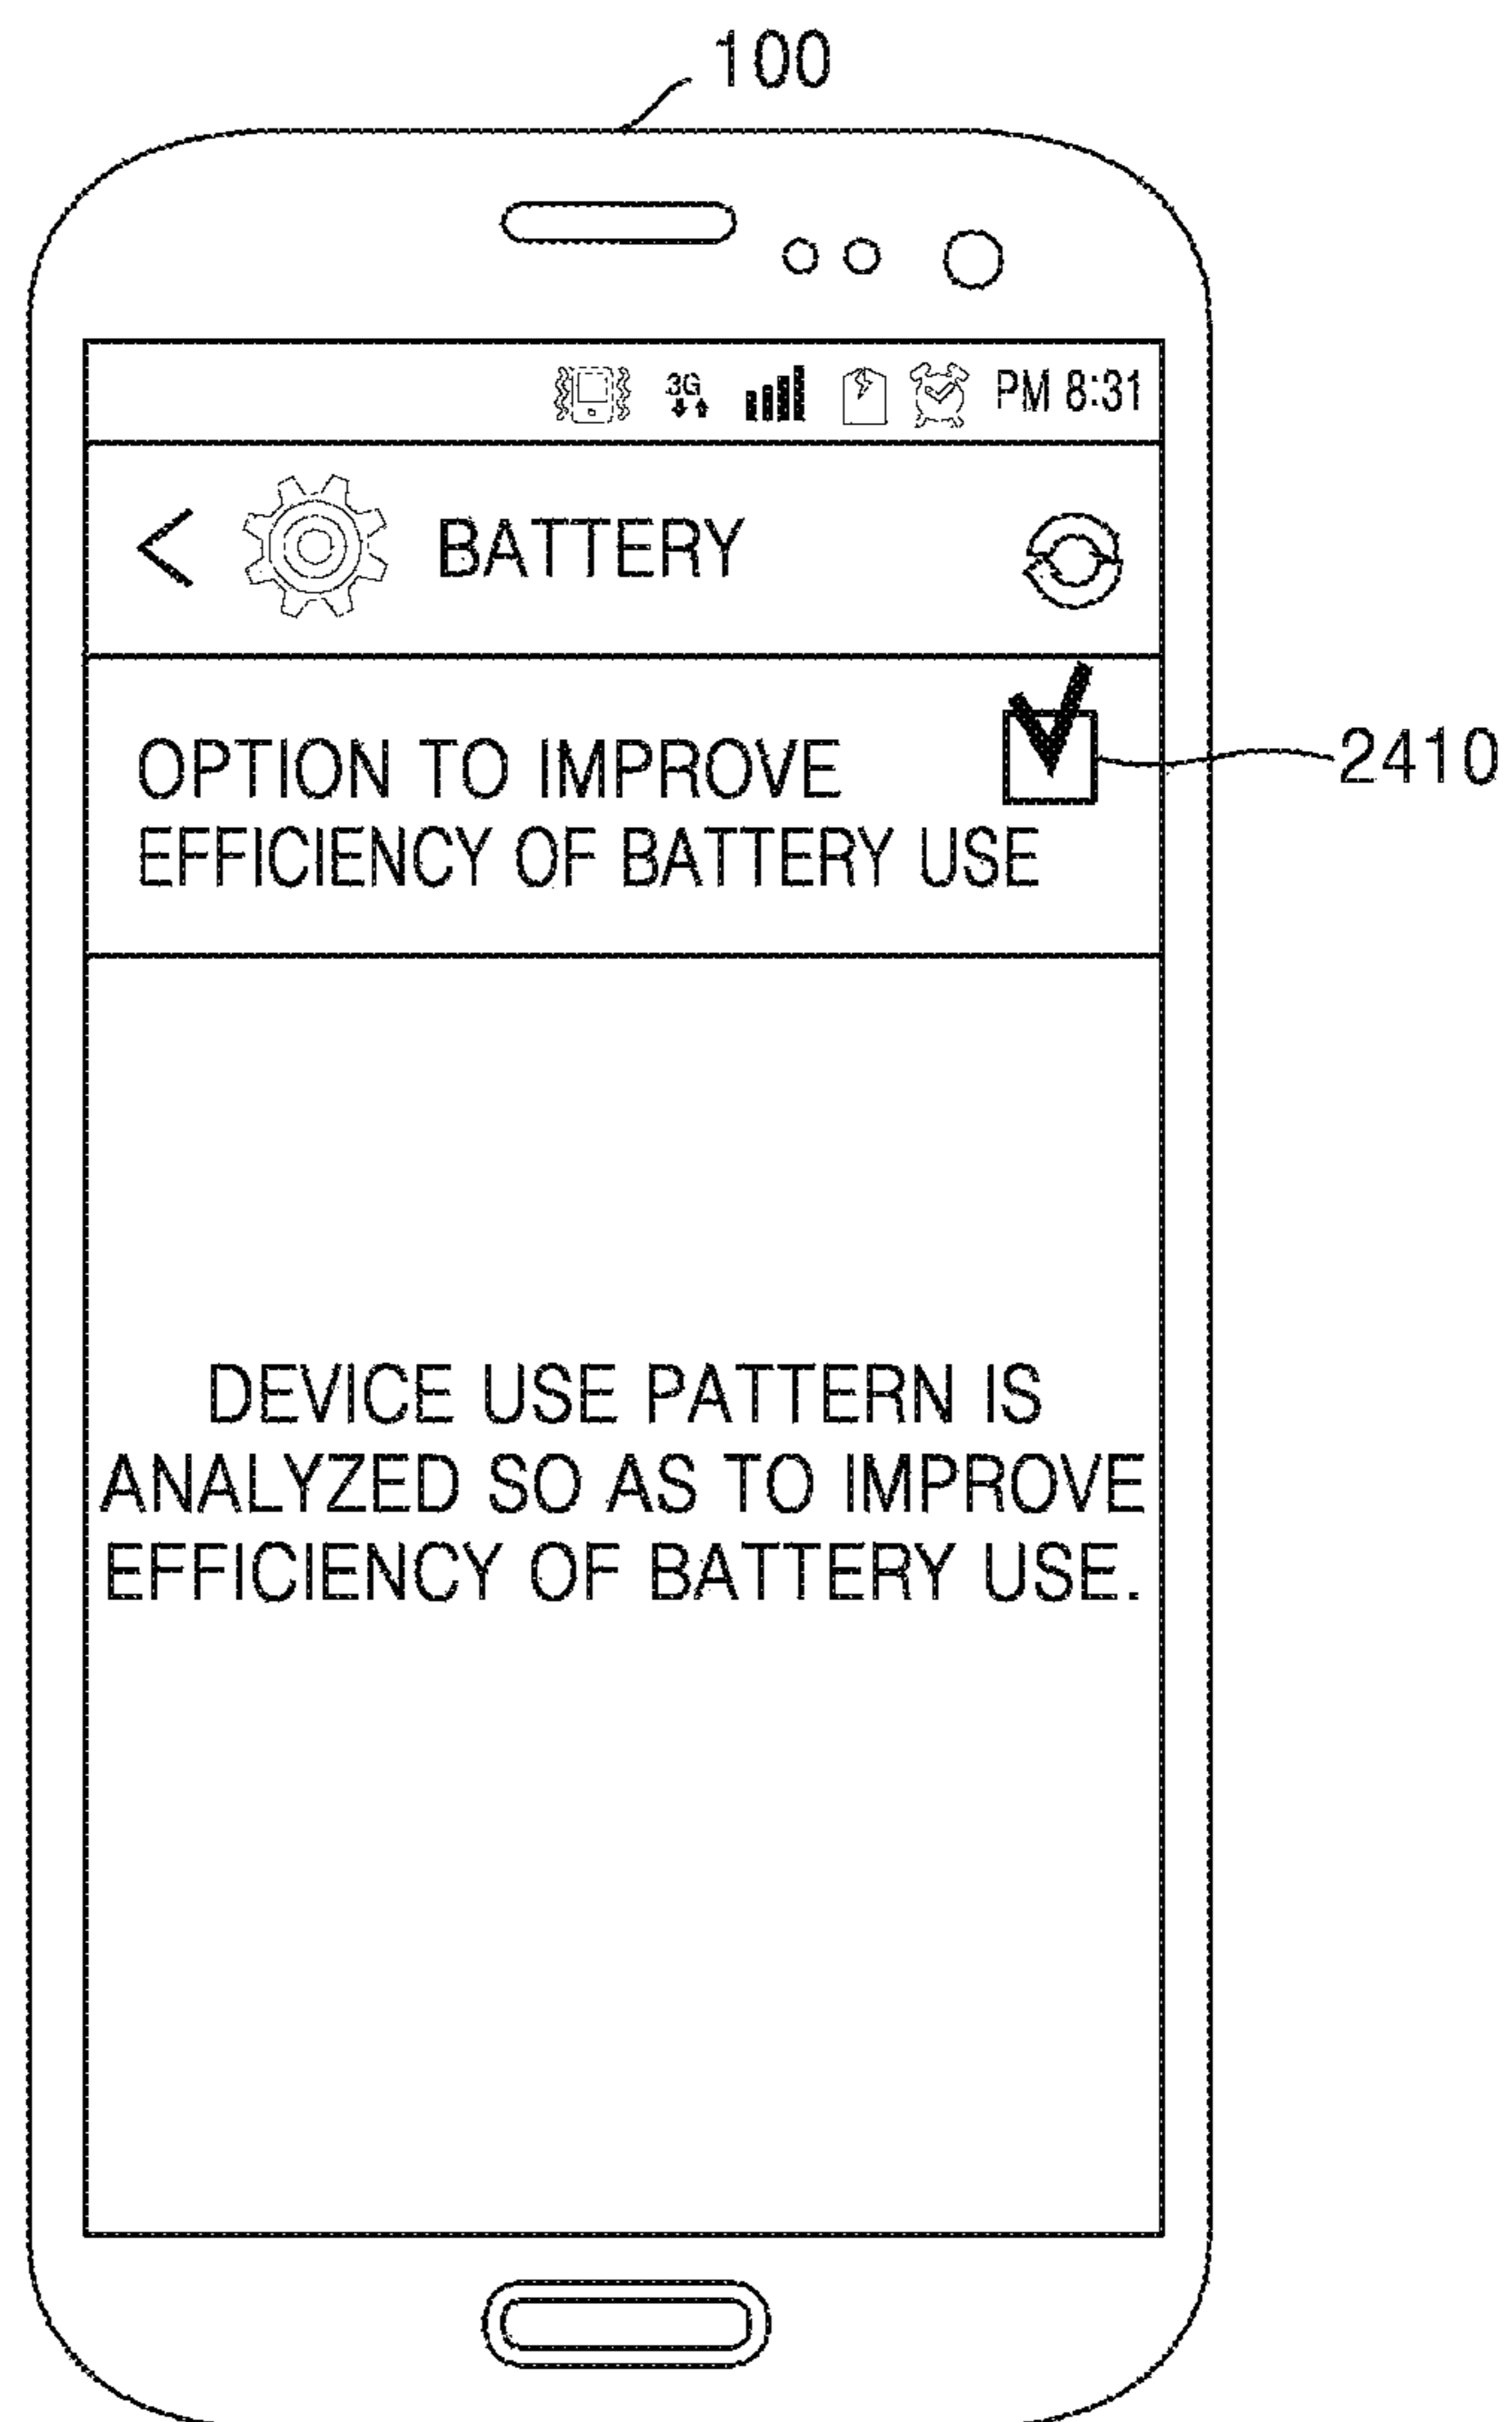 100
3G PM 8:31
< BATTERY
OPTION TO IMPROVE
2410
EFFICIENCY OF BATTERY USE
DEVICE USE PATTERN IS
ANALYZED SO AS TO IMPROVE
EFFICIENCY OF BATTERY USE.